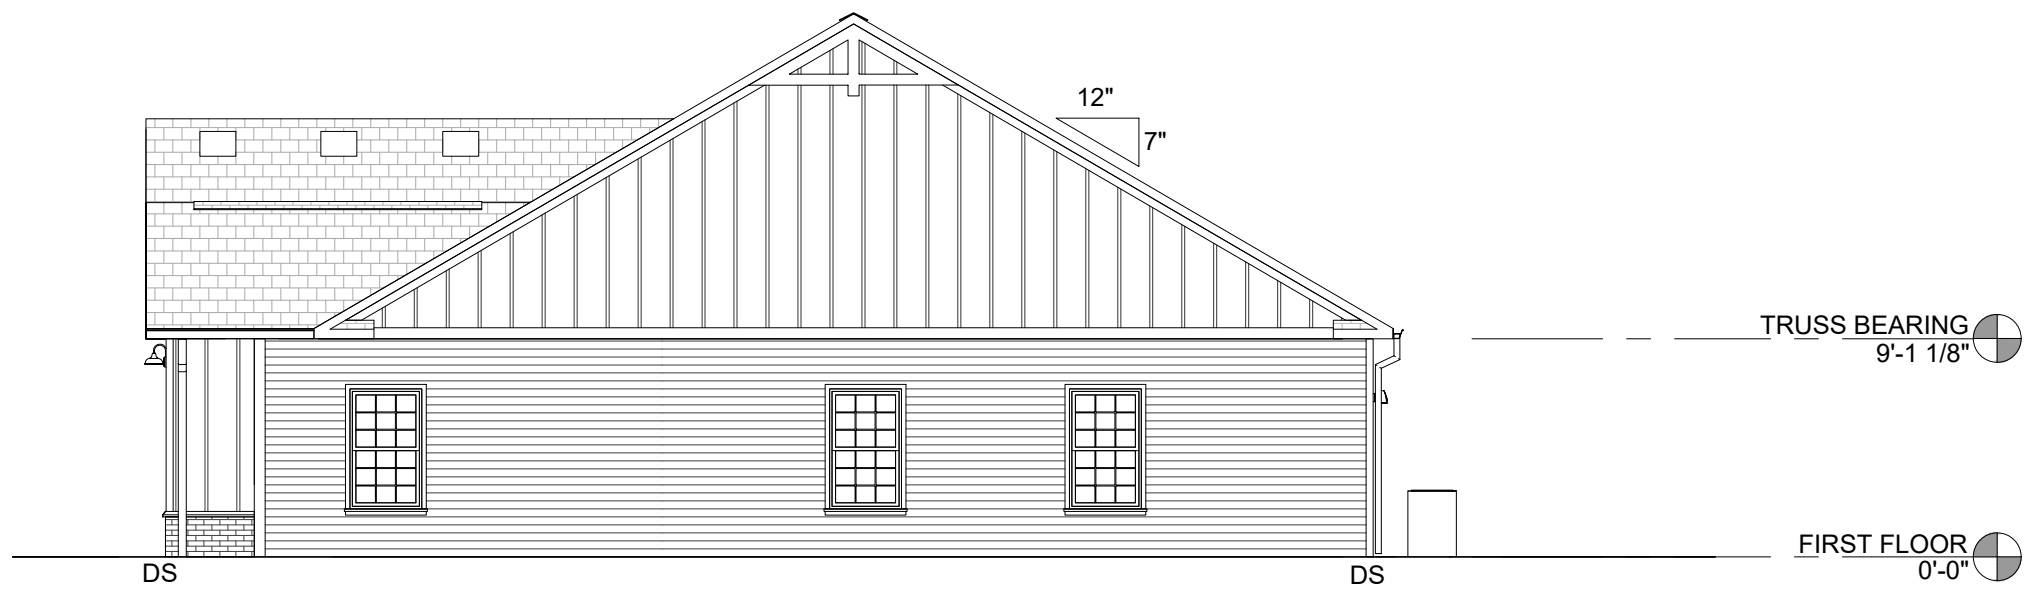 12"
7"
TRUSS BEARING
9'-1 1/8"
FIRST FLOOR
0'-0"
DS
DS